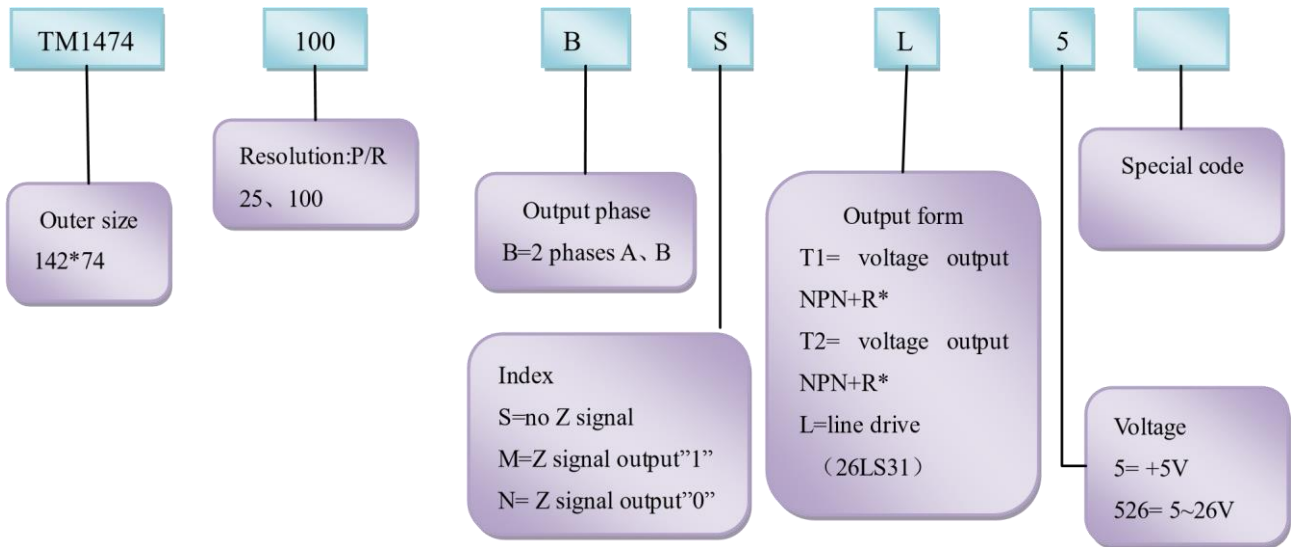 TM1474
100
B
S
L
5
Outer size
142*74
Resolution:P/R
25、100
Output phase
B=2 phases A、B
Index
S=no Z signal
M=Z signal output”1”
N= Z signal output”0”
Output form
T1= voltage output
NPN+R*
T2= voltage output
NPN+R*
L=line drive
（26LS31）
Special code
Voltage
5= +5V
526= 5~26V